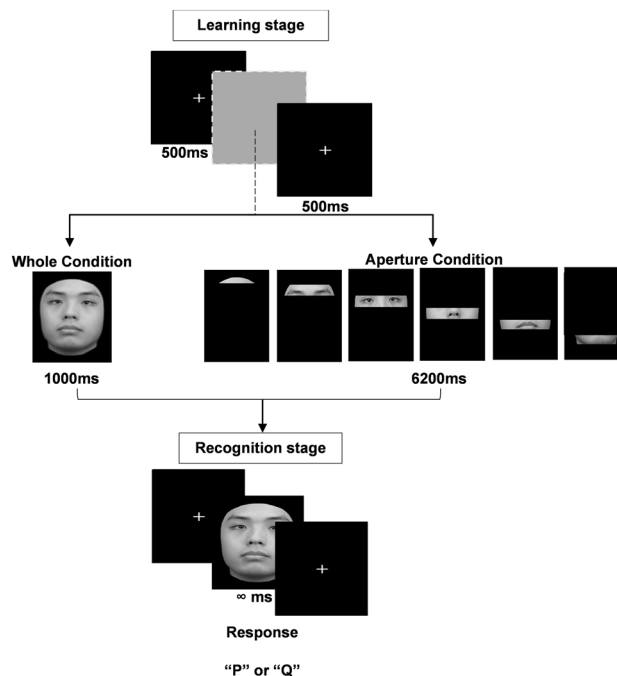 Learning stage
500ms
500ms
Whole Condition
Aperture Condition
1000ms
6200ms
Recognition stage
∞ ms
Response
“P” or “Q”